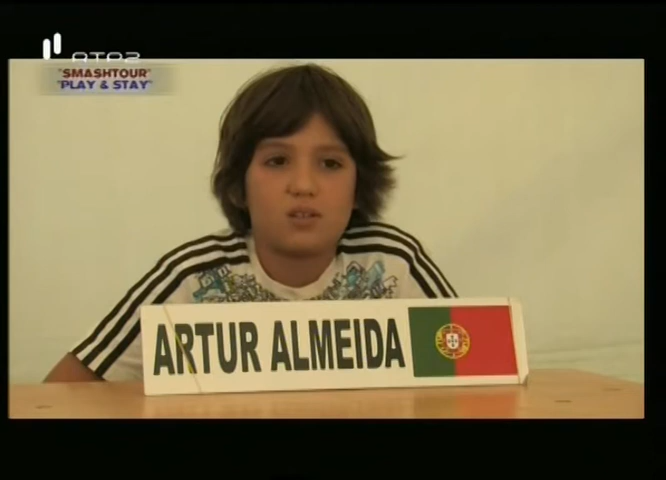 RTP2
"SMASHTOUR"
"PLAY & STAY"
ARTUR ALMEIDA